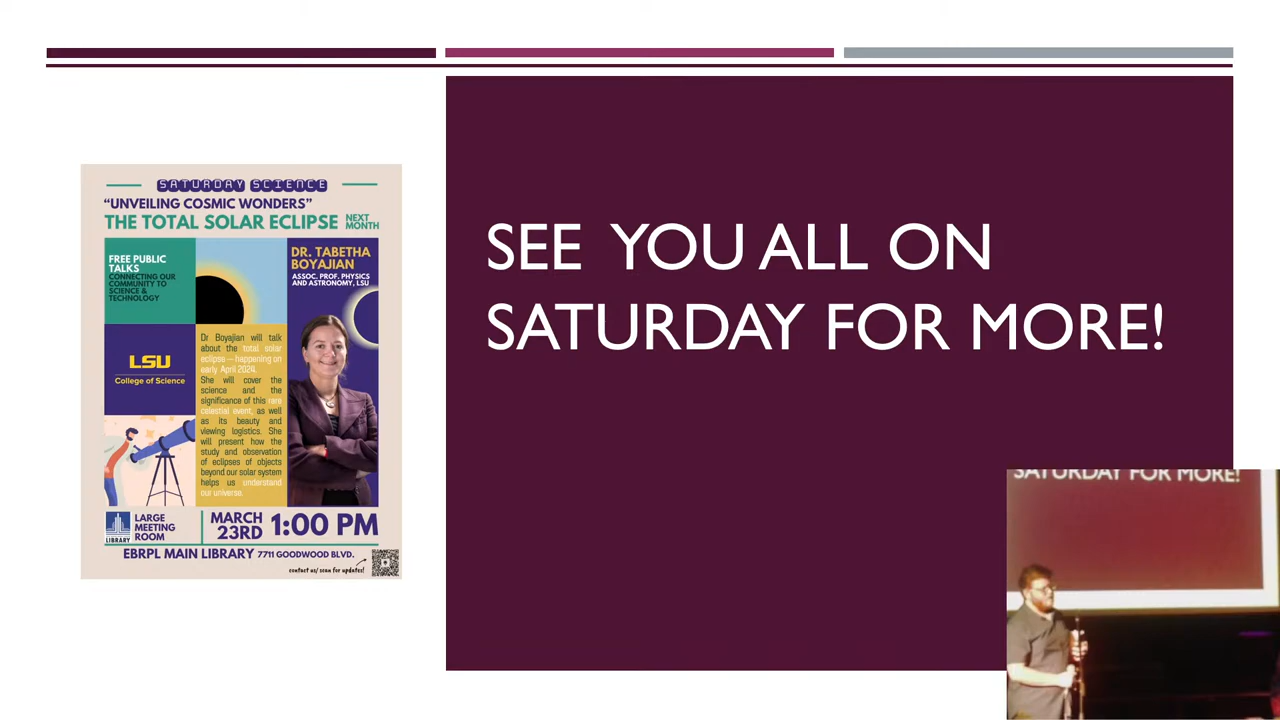 SATURDAY SCIENCE
“UNVEILING COSMIC WONDERS”
THE TOTAL SOLAR ECLIPSE NEXT MONTH
FREE PUBLIC
TALKS
CONNECTING OUR
COMMUNITY TO
SCIENCE &
TECHNOLOGY
DR. TABETHA
BOYAJIAN
ASSOC. PROF. PHYSICS
AND ASTRONOMY, LSU
LSU
College of Science
Dr Boyajian will talk
about the total solar
eclipse – happening on
early April 2024.
She will cover the
science and the
significance of this rare
celestial event, as well
as its beauty and
viewing logistics. She
will present how the
study and observation
of eclipses of objects
beyond our solar system
helps us understand
our universe.
LIBRARY
LARGE
MEETING
ROOM
MARCH
23RD
1:00 PM
EBRPL MAIN LIBRARY 7711 GOODWOOD BLVD.
contact us/ scan for updates!
SEE YOU ALL ON
SATURDAY FOR MORE!
SATURDAY FOR MORE!